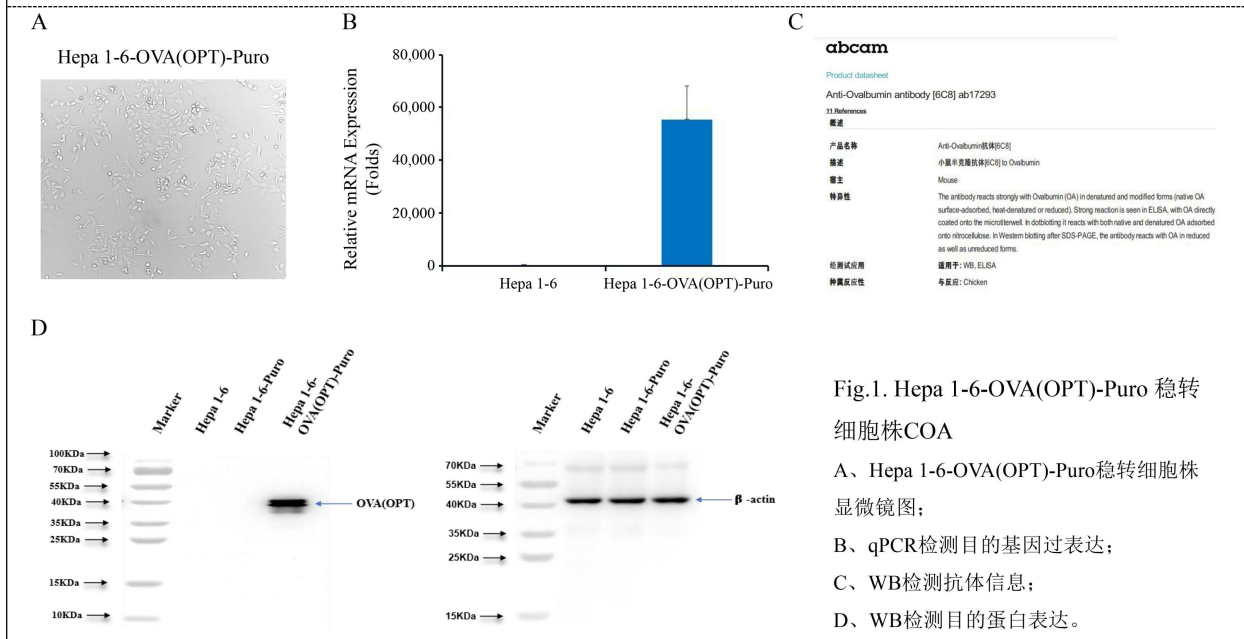 A
Hepa 1-6-OVA(OPT)-Puro
B
Relative mRNA Expression
(Folds)
80,000
60,000
40,000
20,000
0
Hepa 1-6
Hepa 1-6-OVA(OPT)-Puro
C
abcam
Product datasheet
Anti-Ovalbumin antibody [6C8] ab17293
11 References
概述
产品名称 Anti-Ovalbumin抗体[6C8]
描述 小鼠单克隆抗体[6C8] to Ovalbumin
宿主 Mouse
特异性 The antibody reacts strongly with Ovalbumin (OA) in denatured and modified forms (native OA
surface-adsorbed, heat-denatured or reduced). Strong reaction is seen in ELISA, with OA directly
coated onto the microtiterwell. In dotblotting it reacts with both native and denatured OA adsorbed
onto nitrocellulose. In Western blotting after SDS-PAGE, the antibody reacts with OA in reduced
as well as unreduced forms.
经测试应用 适用于: WB, ELISA
种属反应性 与反应: Chicken
D
Marker
Hepa 1-6
Hepa 1-6-Puro
Hepa 1-6-
OVA(OPT)-Puro
100KDa
70KDa
55KDa
40KDa
35KDa
25KDa
15KDa
10KDa
OVA(OPT)
Marker
Hepa 1-6
Hepa 1-6-Puro
Hepa 1-6-
OVA(OPT)-Puro
70KDa
55KDa
40KDa
35KDa
25KDa
15KDa
β -actin
Fig.1. Hepa 1-6-OVA(OPT)-Puro 稳转
细胞株COA
A、Hepa 1-6-OVA(OPT)-Puro稳转细胞株
显微镜图;
B、qPCR检测目的基因过表达;
C、WB检测抗体信息;
D、WB检测目的蛋白表达。